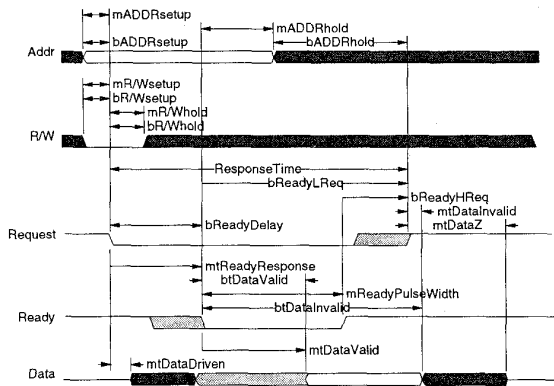 mADDRsetup
mADDRhold
bADDRsetup
bADDRhold
Addr
mR/Wsetup
bR/Wsetup
mR/Whold
bR/Whold
R/W
ResponseTime
bReadyLReq
bReadyHReq
mtDataInvalid
bReadyDelay
mtDataZ
Request
mtReadyResponse
btDataValid
mReadyPulseWidth
btDataInvalid
Ready
mtDataValid
mtDataDriven
Data